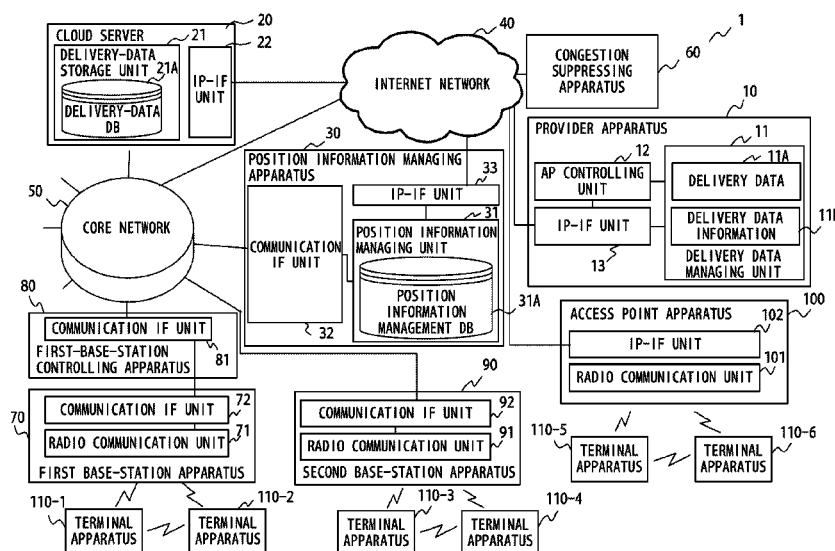 20
CLOUD SERVER
21
22
DELIVERY-DATA
STORAGE UNIT
21A
DELIVERY-DATA
DB
IP-IF
UNIT
40
INTERNET NETWORK
CONGESTION
SUPPRESSING
APPARATUS
60
1
10
PROVIDER APPARATUS
11
12
11A
AP CONTROLLING
UNIT
DELIVERY DATA
IP-IF UNIT
13
DELIVERY DATA
INFORMATION
DELIVERY DATA
MANAGING UNIT
30
POSITION INFORMATION MANAGING
APPARATUS
33
IP-IF UNIT
31
COMMUNICATION
IF UNIT
32
POSITION INFORMATION
MANAGING UNIT
POSITION
INFORMATION
MANAGEMENT DB
31A
50
CORE NETWORK
80
COMMUNICATION IF UNIT
FIRST-BASE-STATION
CONTROLLING APPARATUS
81
70
COMMUNICATION IF UNIT
72
RADIO COMMUNICATION UNIT
71
FIRST BASE-STATION APPARATUS
90
COMMUNICATION IF UNIT
92
RADIO COMMUNICATION UNIT
91
SECOND BASE-STATION APPARATUS
100
ACCESS POINT APPARATUS
102
IP-IF UNIT
101
RADIO COMMUNICATION UNIT
110-1
TERMINAL
APPARATUS
110-2
TERMINAL
APPARATUS
110-3
TERMINAL
APPARATUS
110-4
TERMINAL
APPARATUS
110-5
TERMINAL
APPARATUS
110-6
TERMINAL
APPARATUS